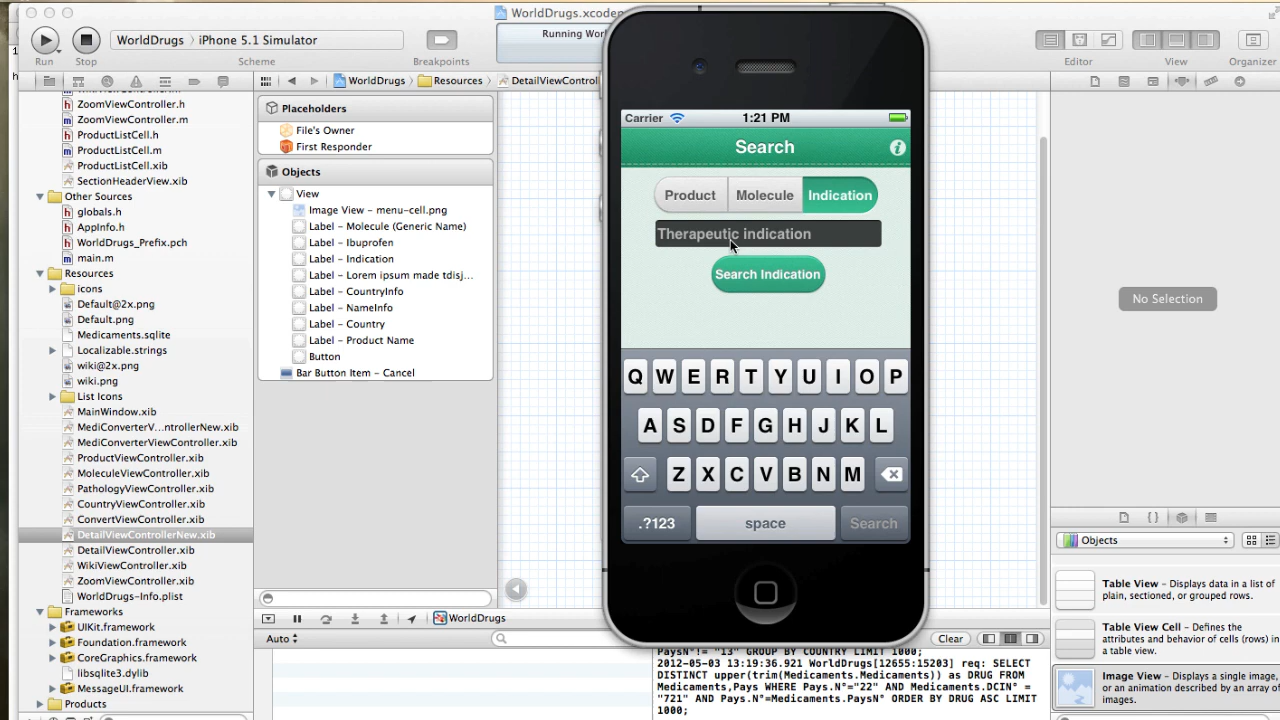 WorldDrugs.xcodep
WorldDrugs
iPhone 5.1 Simulator
Running World
Run
Stop
Scheme
Breakpoints
Editor
View
Organizer
WorldDrugs
Resources
DetailViewControl
ZoomViewController.h
ZoomViewController.m
ProductListCell.h
ProductListCell.m
ProductListCell.xib
SectionHeaderView.xib
Other Sources
globals.h
AppInfo.h
WorldDrugs_Prefix.pch
main.m
Resources
icons
Default@2x.png
Default.png
Medicaments.sqlite
Localizable.strings
wiki@2x.png
wiki.png
List Icons
MainWindow.xib
MediConverterV...ntrollerNew.xib
MediConverterViewController.xib
ProductViewController.xib
MoleculeViewController.xib
PathologyViewController.xib
CountryViewController.xib
ConvertViewController.xib
DetailViewControllerNew.xib
DetailViewController.xib
WikiViewController.xib
ZoomViewController.xib
WorldDrugs-Info.plist
Frameworks
UIKit.framework
Foundation.framework
CoreGraphics.framework
libsqlite3.dylib
MessageUI.framework
Products
Placeholders
File's Owner
First Responder
Objects
View
Image View – menu-cell.png
Label – Molecule (Generic Name)
Label – Ibuprofen
Label – Indication
Label – Lorem ipsum made tdisj...
Label – CountryInfo
Label – NameInfo
Label – Country
Label – Product Name
Button
Bar Button Item – Cancel
Carrier
1:21 PM
Search
Product
Molecule
Indication
Therapeutic indication
Search Indication
Q W E R T Y U I O P
A S D F G H J K L
Z X C V B N M
.?123
space
Search
WorldDrugs
Auto
Clear
PaysN°!= "13" GROUP BY COUNTRY LIMIT
1000;
2012-05-03 13:19:36.921 WorldDrugs[12655:15203] req: SELECT
DISTINCT upper(trim(Medicaments.Medicaments)) as DRUG FROM
Medicaments,Pays WHERE Pays.N°="22" AND Medicaments.DCIN° =
"721" AND Pays.N°=Medicaments.PaysN° ORDER BY DRUG ASC LIMIT
1000;
No Selection
Objects
Table View – Displays data in a list of
plain, sectioned, or grouped rows.
Table View Cell – Defines the
attributes and behavior of cells (rows) in
a table view.
Image View – Displays a single image,
or an animation described by an array of
images.